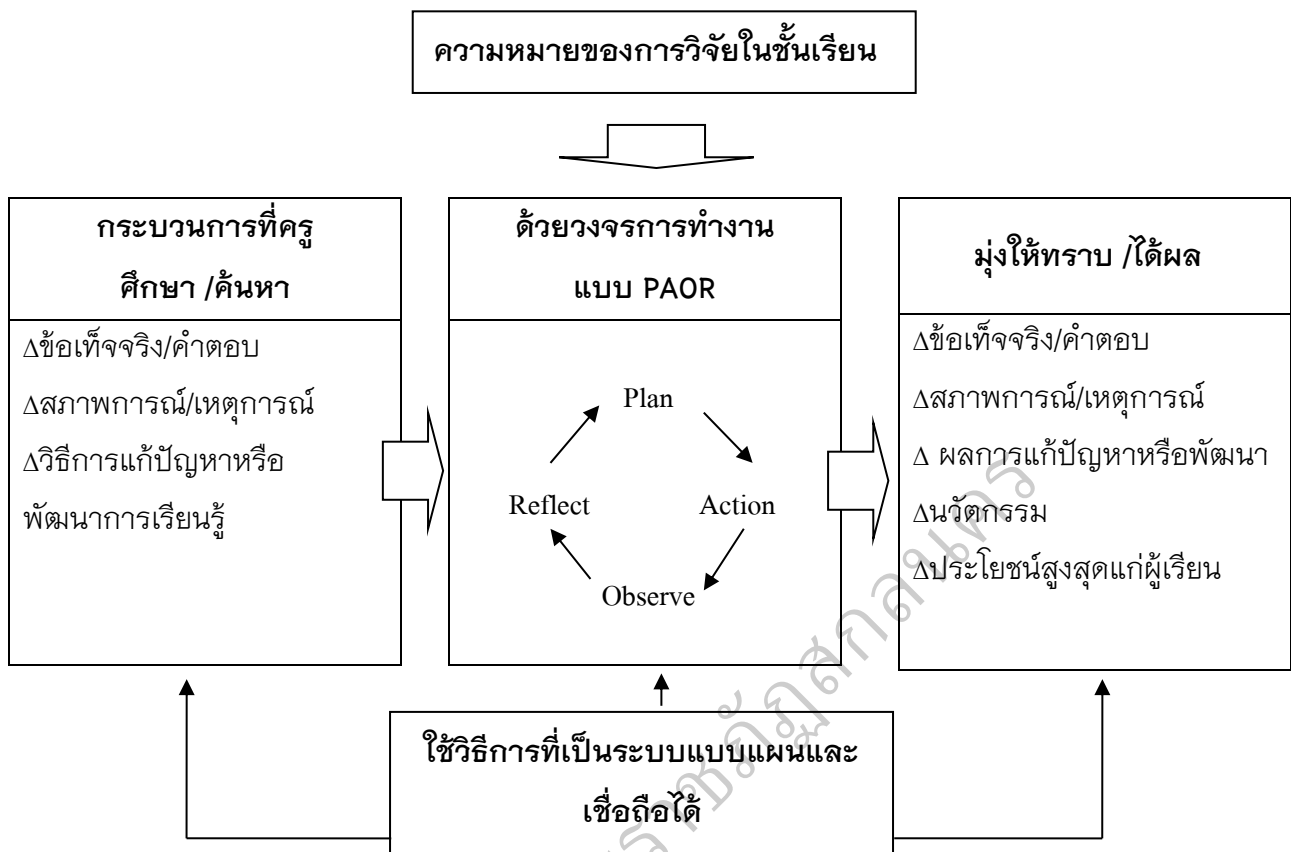 ความหมายของการวิจัยในชั้นเรียน
กระบวนการที่ครู
ศึกษา /ค้นหา
∆ข้อเท็จจริง/คำตอบ
∆สภาพการณ์/เหตุการณ์
∆วิธีการแก้ปัญหาหรือ
พัฒนาการเรียนรู้
ด้วยวงจรการทำงาน
แบบ PAOR
Plan
Reflect Action
Observe
มุ่งให้ทราบ /ได้ผล
∆ข้อเท็จจริง/คำตอบ
∆สภาพการณ์/เหตุการณ์
∆ ผลการแก้ปัญหาหรือพัฒนา
∆นวัตกรรม
∆ประโยชน์สูงสุดแก่ผู้เรียน
ใช้วิธีการที่เป็นระบบแบบแผนและ
เชื่อถือได้
ราชภัฏสกลนคร